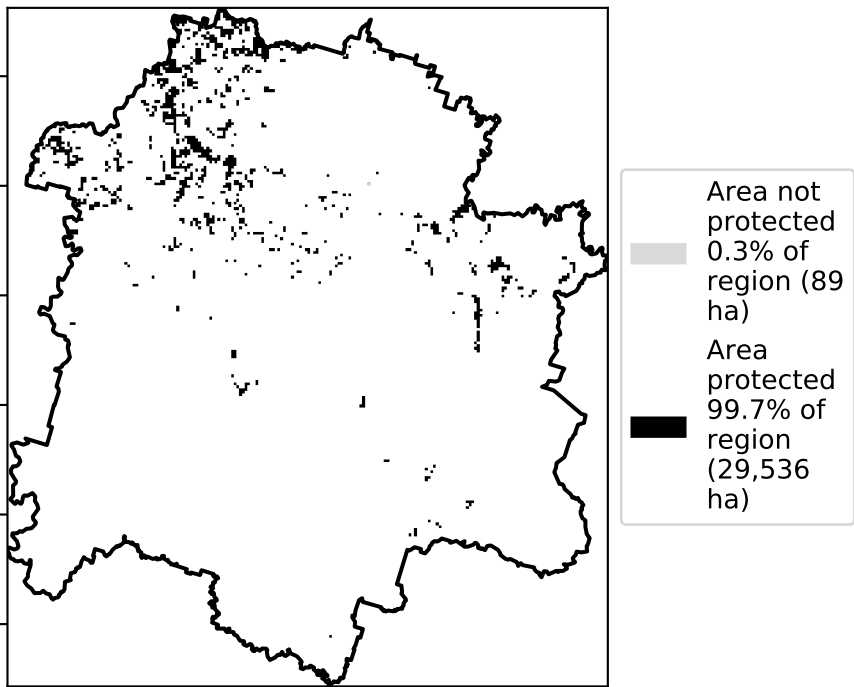 Area not
protected
0.3% of
region (89
ha)
Area
protected
99.7% of
region
(29,536
ha)